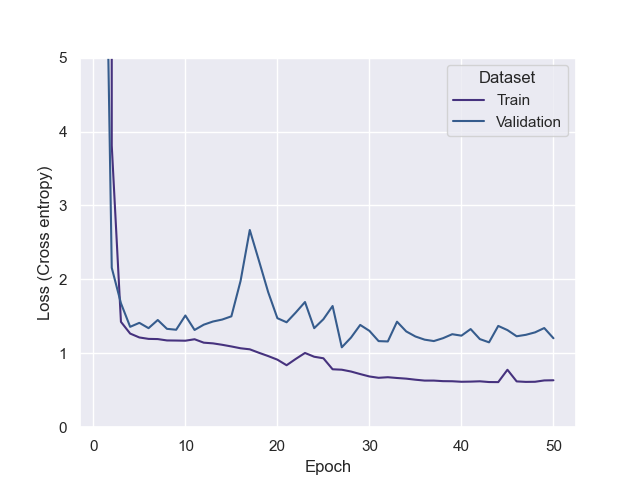 5
4
3
2
1
0
Loss (Cross entropy)
Dataset
Train
Validation
0 10 20 30 40 50
Epoch